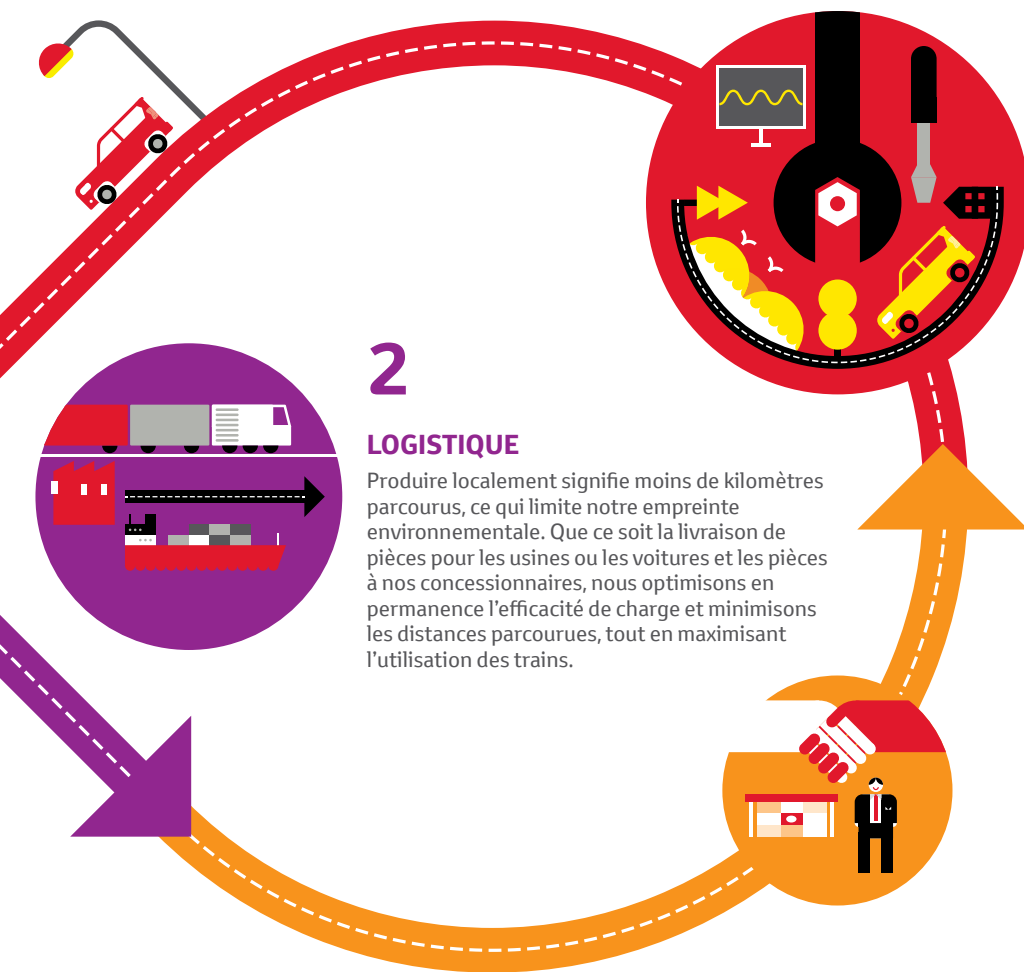 2
LOGISTIQUE
Produire localement signifie moins de kilomètres
parcourus, ce qui limite notre empreinte
environnementale. Que ce soit la livraison de
pièces pour les usines ou les voitures et les pièces
à nos concessionnaires, nous optimisons en
permanence l’efficacité de charge et minimisons
les distances parcourues, tout en maximisant
l’utilisation des trains.